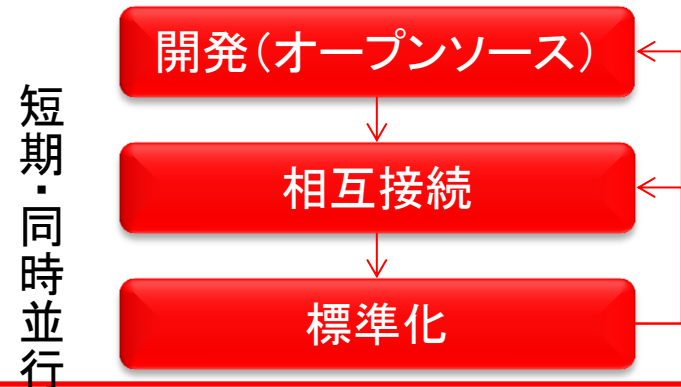 短期・同時並行
開発（オープンソース）
相互接続
標準化